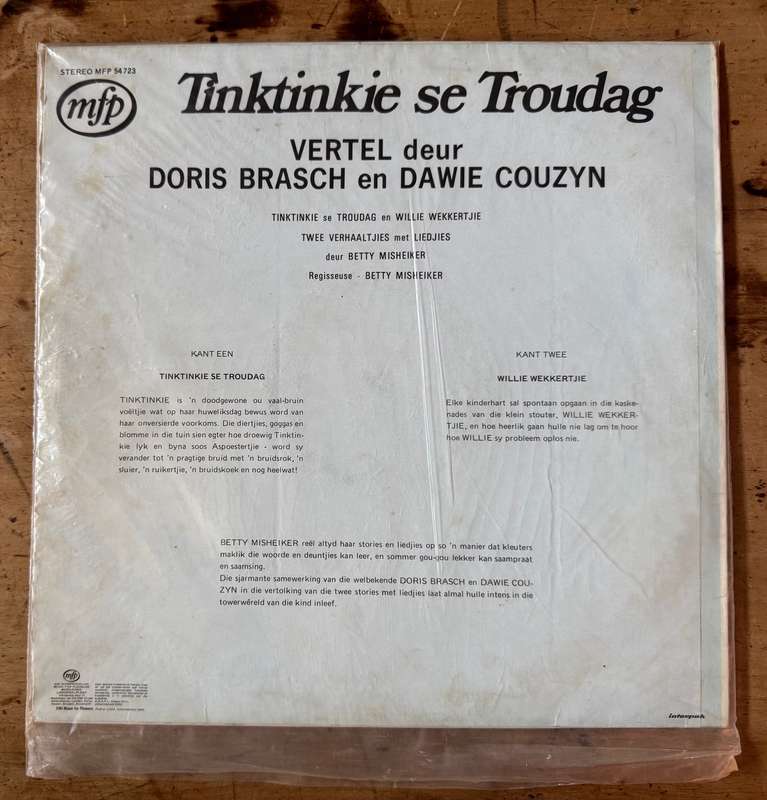 STEREO MFP 54723
mfp
Tinktinkie se Troudag
VERTEL deur
DORIS BRASCH en DAWIE COUZYN
TINKTINKIE se TROUDAG en WILLIE WEKKERTJIE
TWEE VERHAALTJIES met LIEDJIES
deur BETTY MISHEIKER
Regisseuse - BETTY MISHEIKER
KANT EEN
TINKTINKIE SE TROUDAG
TINKTINKIE is 'n doodgewone ou vaal-bruin
voëltjie wat op haar huweliksdag bewus word van
haar onversierde voorkoms. Die diertjies, goggas en
blomme in die tuin sien egter hoe droewig Tinktin-
kie lyk en byna soos Aspoestertjie - word sy
verander tot 'n pragtige bruid met 'n bruidsrok, 'n
sluier, 'n ruikertjie, 'n bruidskoek en nog heelwat!
KANT TWEE
WILLIE WEKKERTJIE
Elke kinderhart sal spontaan opgaan in die kaske-
nades van die klein stouter, WILLIE WEKKER-
TJIE, en hoe heerlik gaan hulle nie lag om te hoor
hoe WILLIE sy probleem oplos nie.
BETTY MISHEIKER reël altyd haar stories en liedjies op so 'n manier dat kleuters
maklik die woorde en deuntjies kan leer, en sommer gou-gou lekker kan saampraat
en saamsing.
Die sjarmante samewerking van die welbekende DORIS BRASCH en DAWIE COU-
ZYN in die vertolking van die twee stories met liedjies laat almal hulle intens in die
towerwêreld van die kind inleef.
mfp
interpak